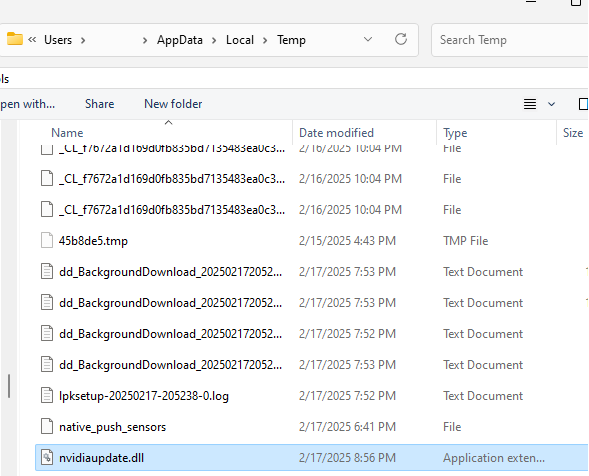 << Users > > AppData > Local > Temp
Search Temp
ls
pen with...
Share
New folder
Name Date modified Type Size
_CL_f7672a1d169d0fb835bd7135483ea0c3... 2/16/2025 10:04 PM File
_CL_f7672a1d169d0fb835bd7135483ea0c3... 2/16/2025 10:04 PM File
_CL_f7672a1d169d0fb835bd7135483ea0c3... 2/16/2025 10:04 PM File
45b8de5.tmp 2/15/2025 4:43 PM TMP File
dd_BackgroundDownload_202502172052... 2/17/2025 7:53 PM Text Document
dd_BackgroundDownload_202502172052... 2/17/2025 7:53 PM Text Document
dd_BackgroundDownload_202502172052... 2/17/2025 7:52 PM Text Document
dd_BackgroundDownload_202502172052... 2/17/2025 7:53 PM Text Document
lpksetup-20250217-205238-0.log 2/17/2025 7:52 PM Text Document
native_push_sensors 2/17/2025 6:41 PM File
nvidiaupdate.dll 2/17/2025 8:56 PM Application exten...